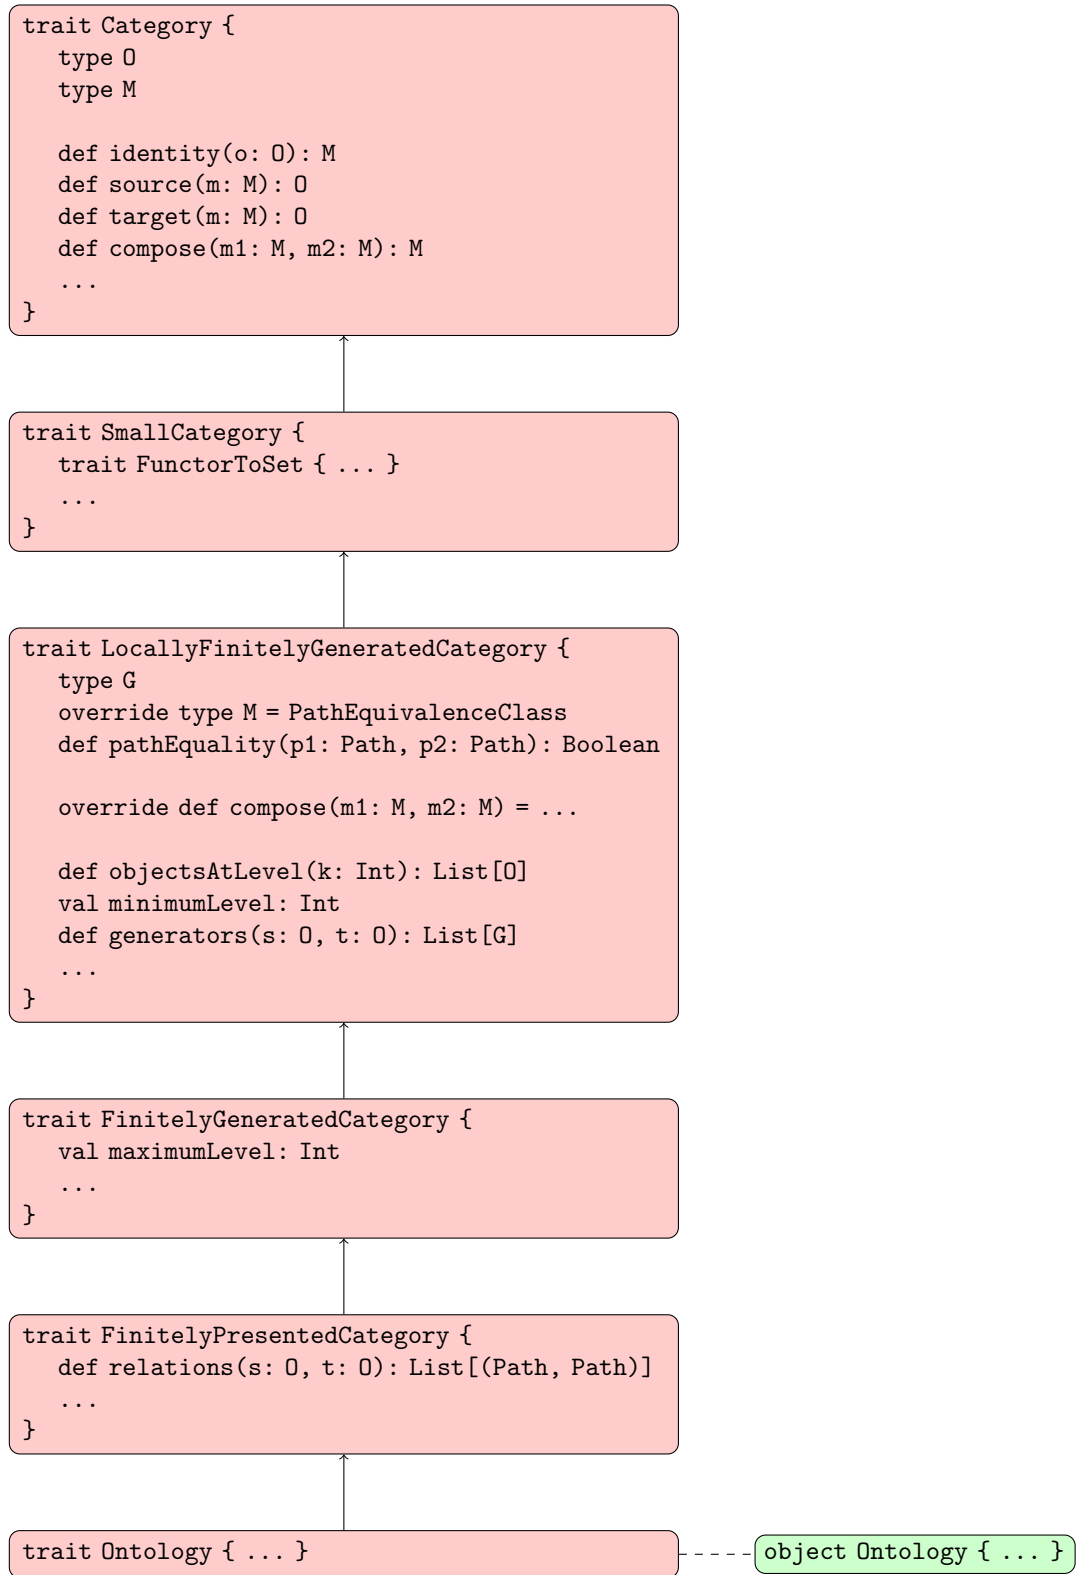 trait Category {
type O
type M
def identity(o: O): M
def source(m: M): O
def target(m: M): O
def compose(m1: M, m2: M): M
...
}
trait SmallCategory {
trait FunctorToSet { ... }
...
}
trait LocallyFinitelyGeneratedCategory {
type G
override type M = PathEquivalenceClass
def pathEquality(p1: Path, p2: Path): Boolean
override def compose(m1: M, m2: M) = ...
def objectsAtLevel(k: Int): List[O]
val minimumLevel: Int
def generators(s: O, t: O): List[G]
...
}
trait FinitelyGeneratedCategory {
val maximumLevel: Int
...
}
trait FinitelyPresentedCategory {
def relations(s: O, t: O): List[(Path, Path)]
...
}
trait Ontology { ... }
object Ontology { ... }